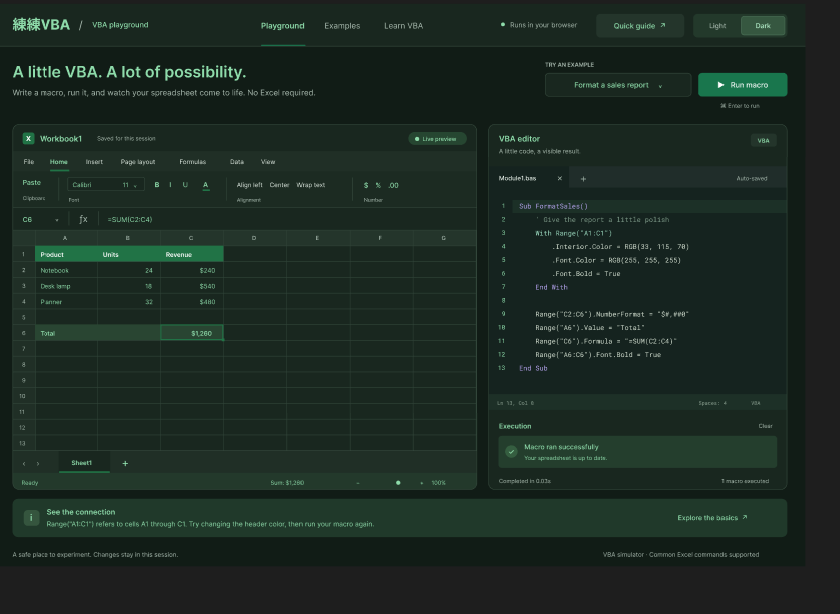 練練VBA / VBA playground
Playground Examples Learn VBA
Runs in your browser
Quick guide ↗
Light Dark
A little VBA. A lot of possibility.
Write a macro, run it, and watch your spreadsheet come to life. No Excel required.
TRY AN EXAMPLE
Format a sales report
Run macro
⌘ Enter to run
X Workbook1 Saved for this session Live preview
File Home Insert Page layout Formulas Data View
Paste Calibri 11 B I U A Align left Center Wrap text $ % .00
Clipboard Font Alignment Number
C6 ƒx =SUM(C2:C4)
A B C D E F G
1 Product Units Revenue
2 Notebook 24 $240
3 Desk lamp 18 $540
4 Planner 32 $480
5
6 Total $1,260
7
8
9
10
11
12
13
‹ › Sheet1 +
Ready Sum: $1,260 − + 100%
VBA editor
VBA
A little code, a visible result.
Module1.bas × + Auto-saved
1 Sub FormatSales()
2 ' Give the report a little polish
3 With Range("A1:C1")
4 .Interior.Color = RGB(33, 115, 70)
5 .Font.Color = RGB(255, 255, 255)
6 .Font.Bold = True
7 End With
8
9 Range("C2:C6").NumberFormat = "$#,##0"
10 Range("A6").Value = "Total"
11 Range("C6").Formula = "=SUM(C2:C4)"
12 Range("A6:C6").Font.Bold = True
13 End Sub
Ln 13, Col 8 Spaces: 4 VBA
Execution Clear
Macro ran successfully
Your spreadsheet is up to date.
Completed in 0.03s 1 macro executed
i
See the connection
Range("A1:C1") refers to cells A1 through C1. Try changing the header color, then run your macro again.
Explore the basics ↗
A safe place to experiment. Changes stay in this session.
VBA simulator · Common Excel commands supported